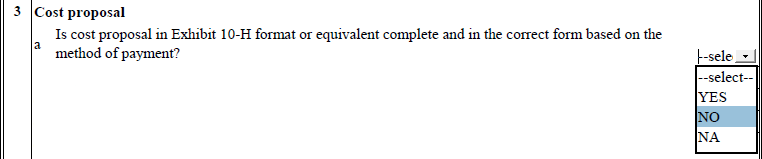 3 Cost proposal
Is cost proposal in Exhibit 10-H format or equivalent complete and in the correct form based on the
a
method of payment?
--sele
--select--
YES
NO
NA